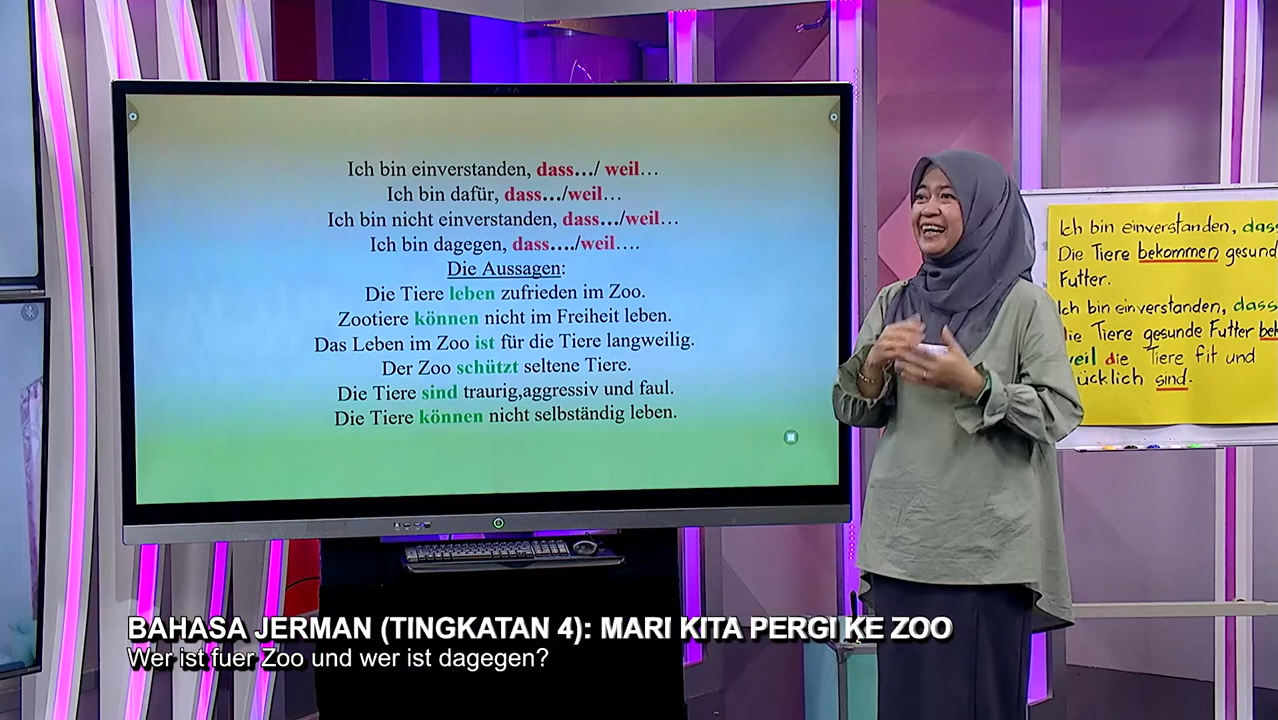 Ich bin einverstanden, dass…/ weil…
Ich bin dafür, dass…/weil…
Ich bin nicht einverstanden, dass…/weil…
Ich bin dagegen, dass…./weil….
Die Aussagen:
Die Tiere leben zufrieden im Zoo.
Zootiere können nicht im Freiheit leben.
Das Leben im Zoo ist für die Tiere langweilig.
Der Zoo schützt seltene Tiere.
Die Tiere sind traurig,aggressiv und faul.
Die Tiere können nicht selbständig leben.
Ich bin einverstanden, dass
Die Tiere bekommen gesund
Futter.
Ich bin einverstanden, dass
die Tiere gesunde Futter be
weil die Tiere fit und
ücklich sind.
BAHASA JERMAN (TINGKATAN 4): MARI KITA PERGI KE ZOO
Wer ist fuer Zoo und wer ist dagegen?